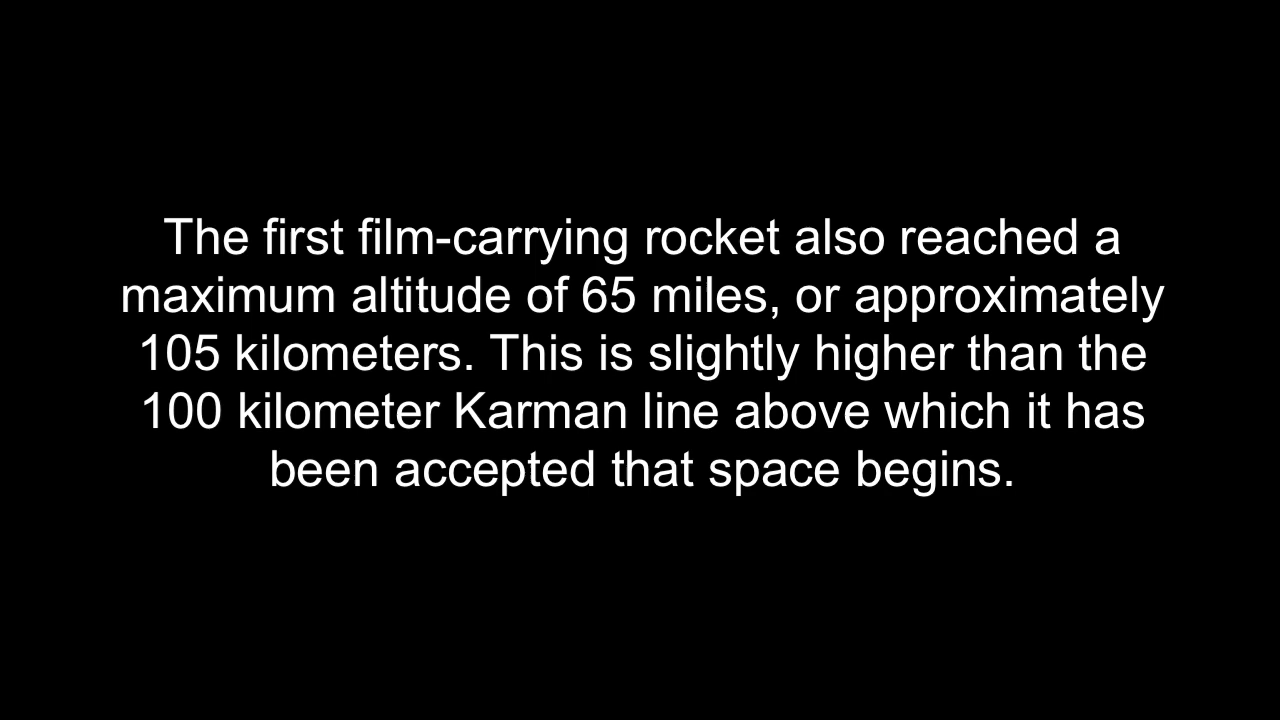 The first film-carrying rocket also reached a
maximum altitude of 65 miles, or approximately
105 kilometers. This is slightly higher than the
100 kilometer Karman line above which it has
been accepted that space begins.